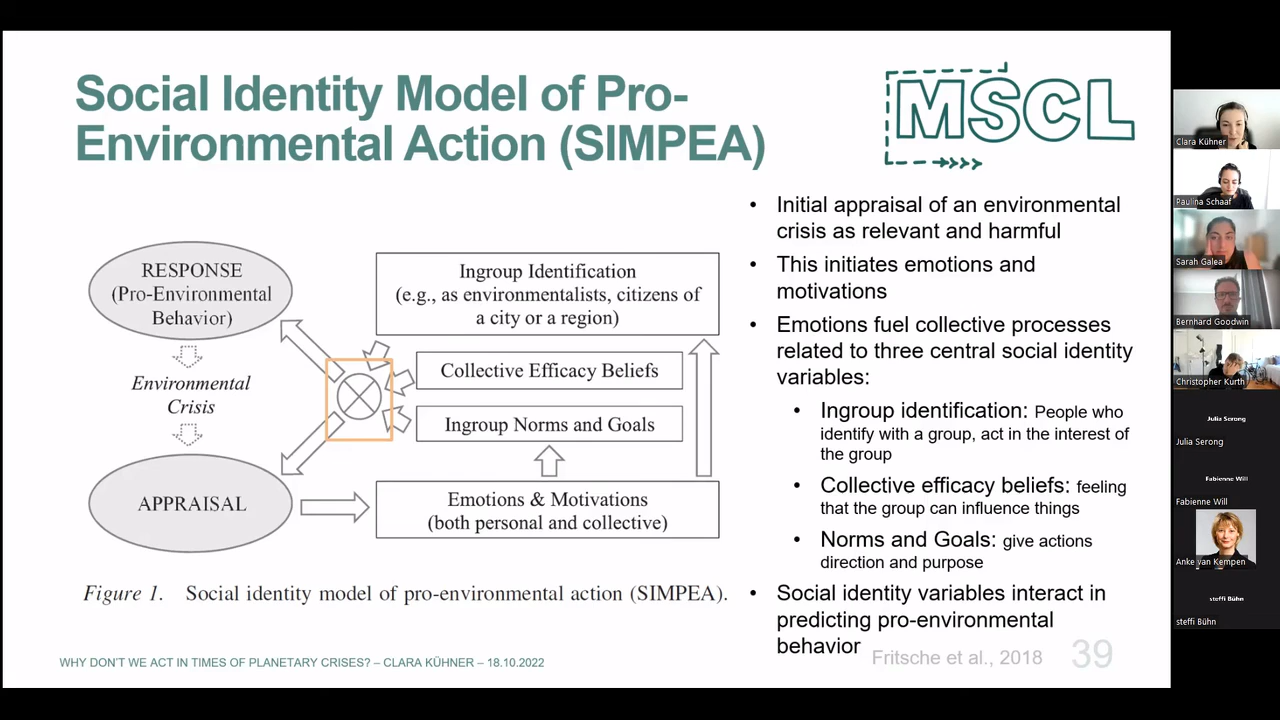 Social Identity Model of Pro-
Environmental Action (SIMPEA)
MSCL
RESPONSE
(Pro-Environmental
Behavior)
Environmental
Crisis
APPRAISAL
Ingroup Identification
(e.g., as environmentalists, citizens of
a city or a region)
Collective Efficacy Beliefs
Ingroup Norms and Goals
Emotions & Motivations
(both personal and collective)
Figure 1. Social identity model of pro-environmental action (SIMPEA).
• Initial appraisal of an environmental
crisis as relevant and harmful
• This initiates emotions and
motivations
• Emotions fuel collective processes
related to three central social identity
variables:
• Ingroup identification: People who
identify with a group, act in the interest of
the group
• Collective efficacy beliefs: feeling
that the group can influence things
• Norms and Goals: give actions
direction and purpose
• Social identity variables interact in
predicting pro-environmental
behavior
Fritsche et al., 2018
39
WHY DON'T WE ACT IN TIMES OF PLANETARY CRISES? – CLARA KÜHNER – 18.10.2022
Clara Kühner
Paulina Schaaf
Sarah Galea
Bernhard Goodwin
Christopher Kurth
Julia Serong
Julia Serong
Fabienne Will
Fabienne Will
Anke van Kempen
steffi Bühn
steffi Bühn